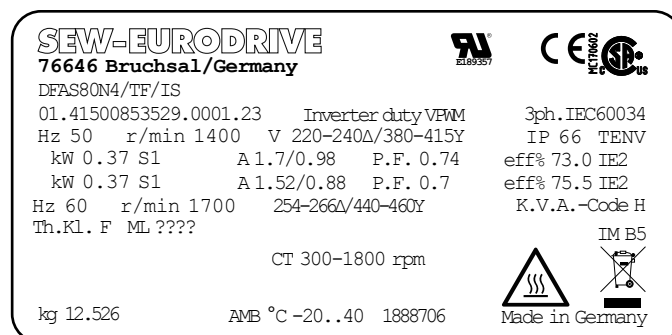 SEW-EURODRIVE
76646 Bruchsal/Germany
E189357
MC170602
CE
C US
DFAS80N4/TF/IS
01.41500853529.0001.23 Inverter duty VPWM 3ph.IEC60034
Hz 50 r/min 1400 V 220-240Δ/380-415Y IP 66 TENV
kW 0.37 S1 A 1.7/0.98 P.F. 0.74 eff% 73.0 IE2
kW 0.37 S1 A 1.52/0.88 P.F. 0.7 eff% 75.5 IE2
Hz 60 r/min 1700 254-266Δ/440-460Y K.V.A.-Code H
Th.Kl. F ML ???? IM B5
CT 300-1800 rpm
kg 12.526 AMB °C -20..40 1888706 Made in Germany